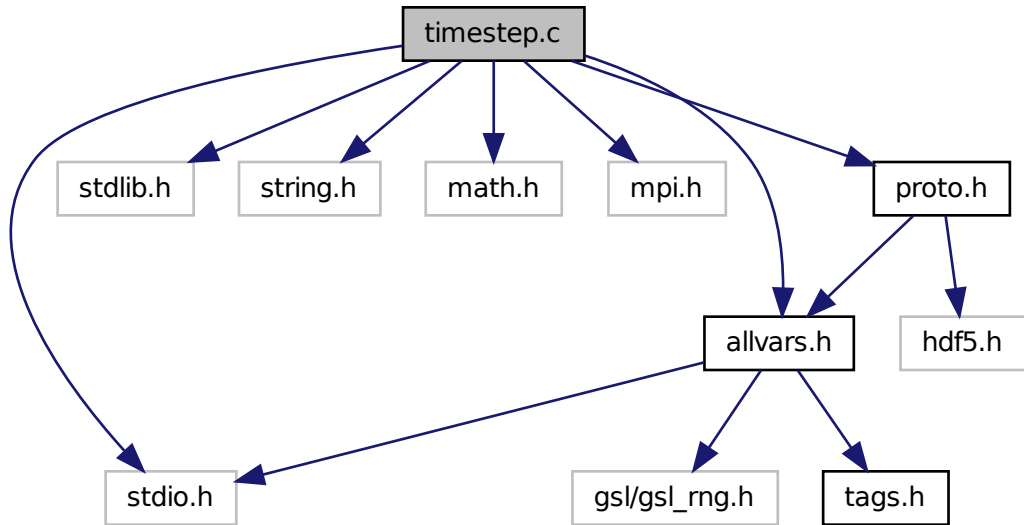 timestep.c
stdlib.h
string.h
math.h
mpi.h
proto.h
allvars.h
hdf5.h
stdio.h
gsl/gsl_rng.h
tags.h